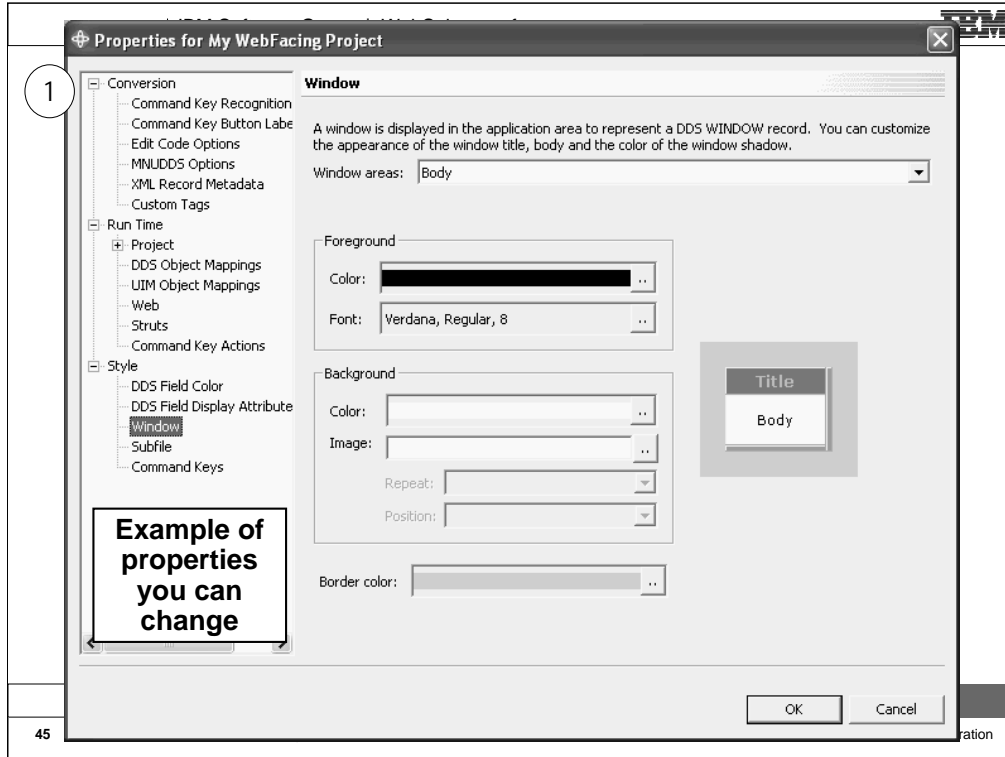 IBM
Properties for My WebFacing Project
1
Conversion
Command Key Recognition
Command Key Button Labe
Edit Code Options
MNUDDS Options
XML Record Metadata
Custom Tags
Run Time
Project
DDS Object Mappings
UIM Object Mappings
Web
Struts
Command Key Actions
Style
DDS Field Color
DDS Field Display Attribute
Window
Subfile
Command Keys
Example of
properties
you can
change
Window
A window is displayed in the application area to represent a DDS WINDOW record. You can customize
the appearance of the window title, body and the color of the window shadow.
Window areas: Body
Foreground
Color: ..
Font: Verdana, Regular, 8 ..
Background
Color: ..
Image: ..
Repeat:
Position:
Border color: ..
Title
Body
OK Cancel
45
ration